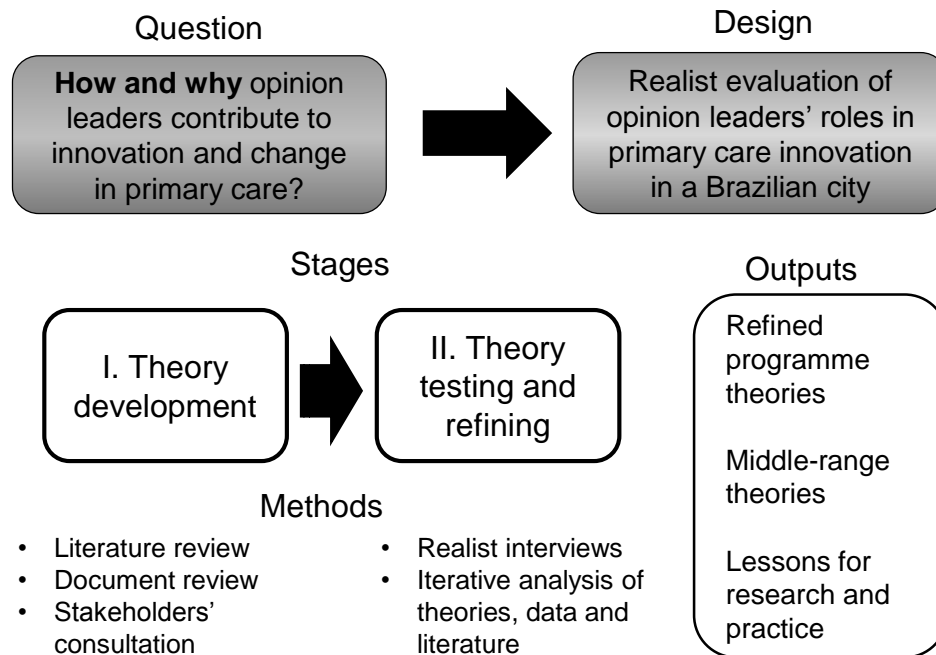 Question
How and why opinion
leaders contribute to
innovation and change
in primary care?
Design
Realist evaluation of
opinion leaders’ roles in
primary care innovation
in a Brazilian city
Stages
I. Theory
development
II. Theory
testing and
refining
Methods
• Literature review
• Document review
• Stakeholders’
consultation
• Realist interviews
• Iterative analysis of
theories, data and
literature
Outputs
Refined
programme
theories
Middle-range
theories
Lessons for
research and
practice